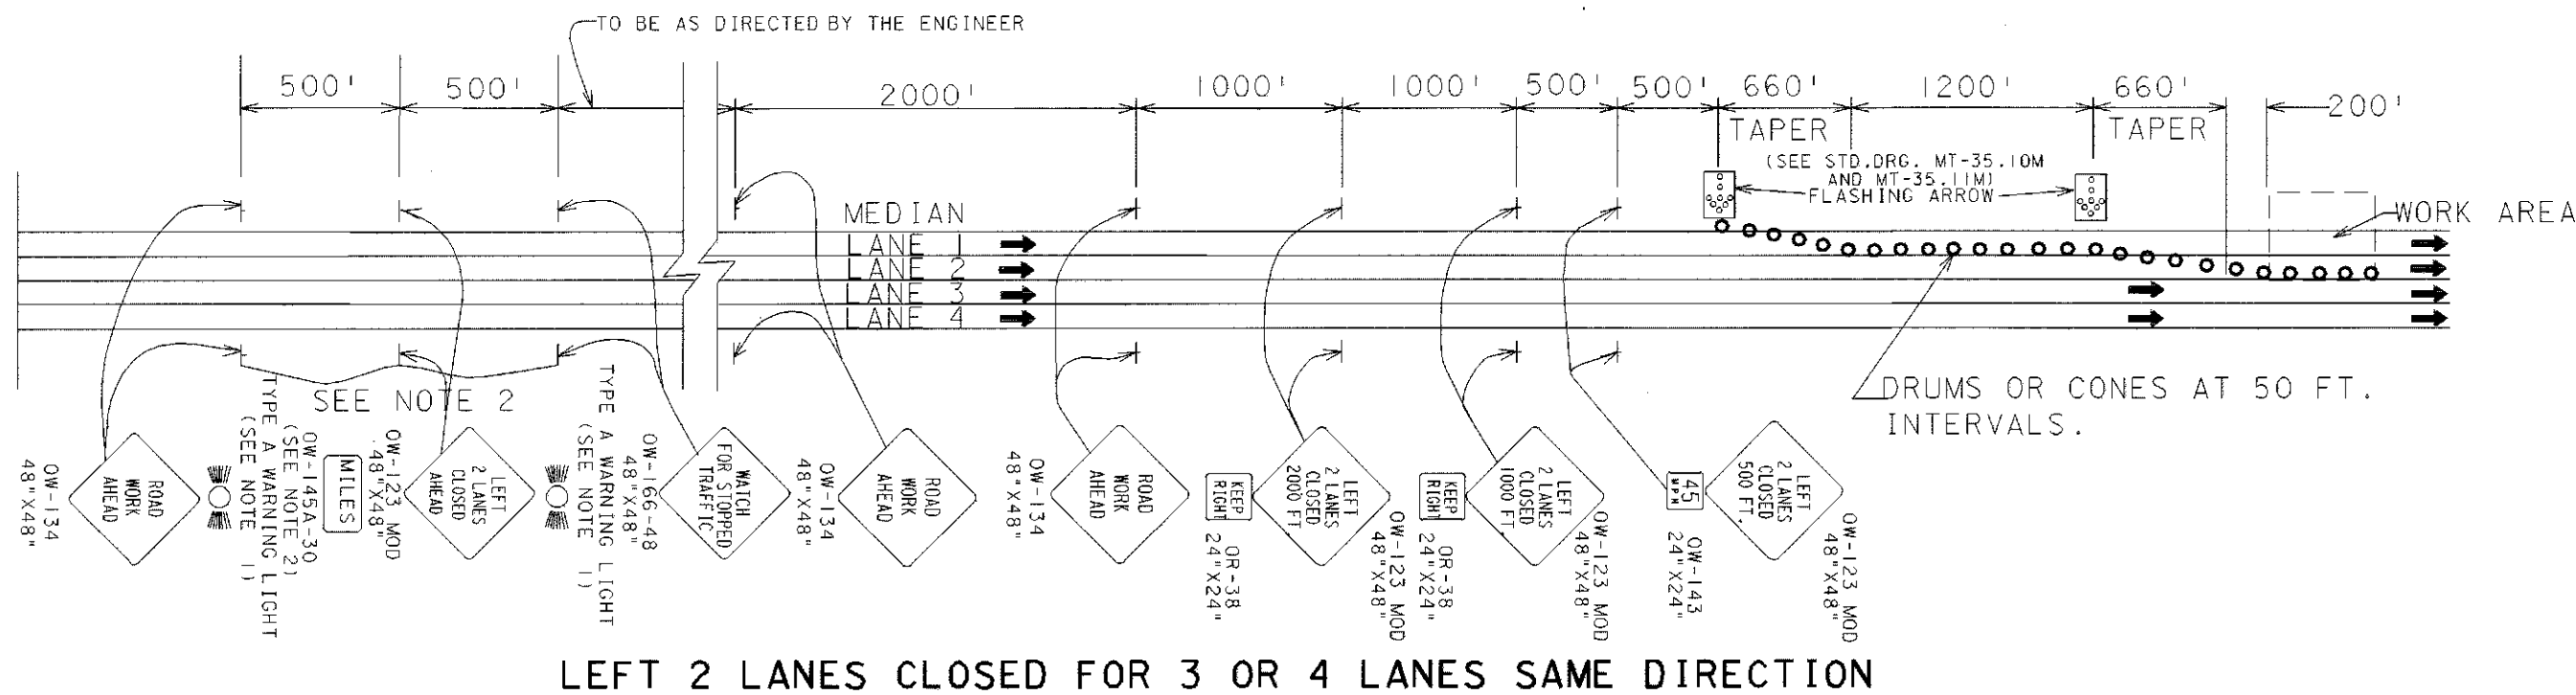 TO BE AS DIRECTED BY THE ENGINEER
500' 500' 2000' 1000' 1000' 500' 500' 660' 1200' 660' 200'
TAPER TAPER
(SEE STD.DRG. MT-35.10M
AND MT-35.11M)
FLASHING ARROW
WORK AREA
MEDIAN
LANE 1
LANE 2
LANE 3
LANE 4
SEE NOTE 2
DRUMS OR CONES AT 50 FT.
INTERVALS.
OW-134
48"X48"
ROAD
WORK
AHEAD
TYPE A WARNING LIGHT
(SEE NOTE 1)
OW-145A-30
(SEE NOTE 2)
MILES
OW-123 MOD
48"X48"
LEFT
2 LANES
CLOSED
AHEAD
TYPE A WARNING LIGHT
(SEE NOTE 1)
OW-166-48
48"X48"
WATCH
FOR STOPPED
TRAFFIC
OW-134
48"X48"
ROAD
WORK
AHEAD
OW-134
48"X48"
ROAD
WORK
AHEAD
KEEP
RIGHT
OR-38
24"X24"
LEFT
2 LANES
CLOSED
2000 FT.
OW-123 MOD
48"X48"
KEEP
RIGHT
OR-38
24"X24"
LEFT
2 LANES
CLOSED
1000 FT.
OW-123 MOD
48"X48"
45
MPH
OW-143
24"X24"
LEFT
2 LANES
CLOSED
500 FT.
OW-123 MOD
48"X48"
LEFT 2 LANES CLOSED FOR 3 OR 4 LANES SAME DIRECTION